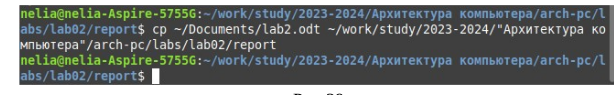 nelia@nelia-Aspire-5755G:~/work/study/2023-2024/Архитектура компьютера/arch-pc/l
abs/lab02/report$ cp ~/Documents/lab2.odt ~/work/study/2023-2024/"Архитектура ко
мпьютера"/arch-pc/labs/lab02/report
nelia@nelia-Aspire-5755G:~/work/study/2023-2024/Архитектура компьютера/arch-pc/l
abs/lab02/report$